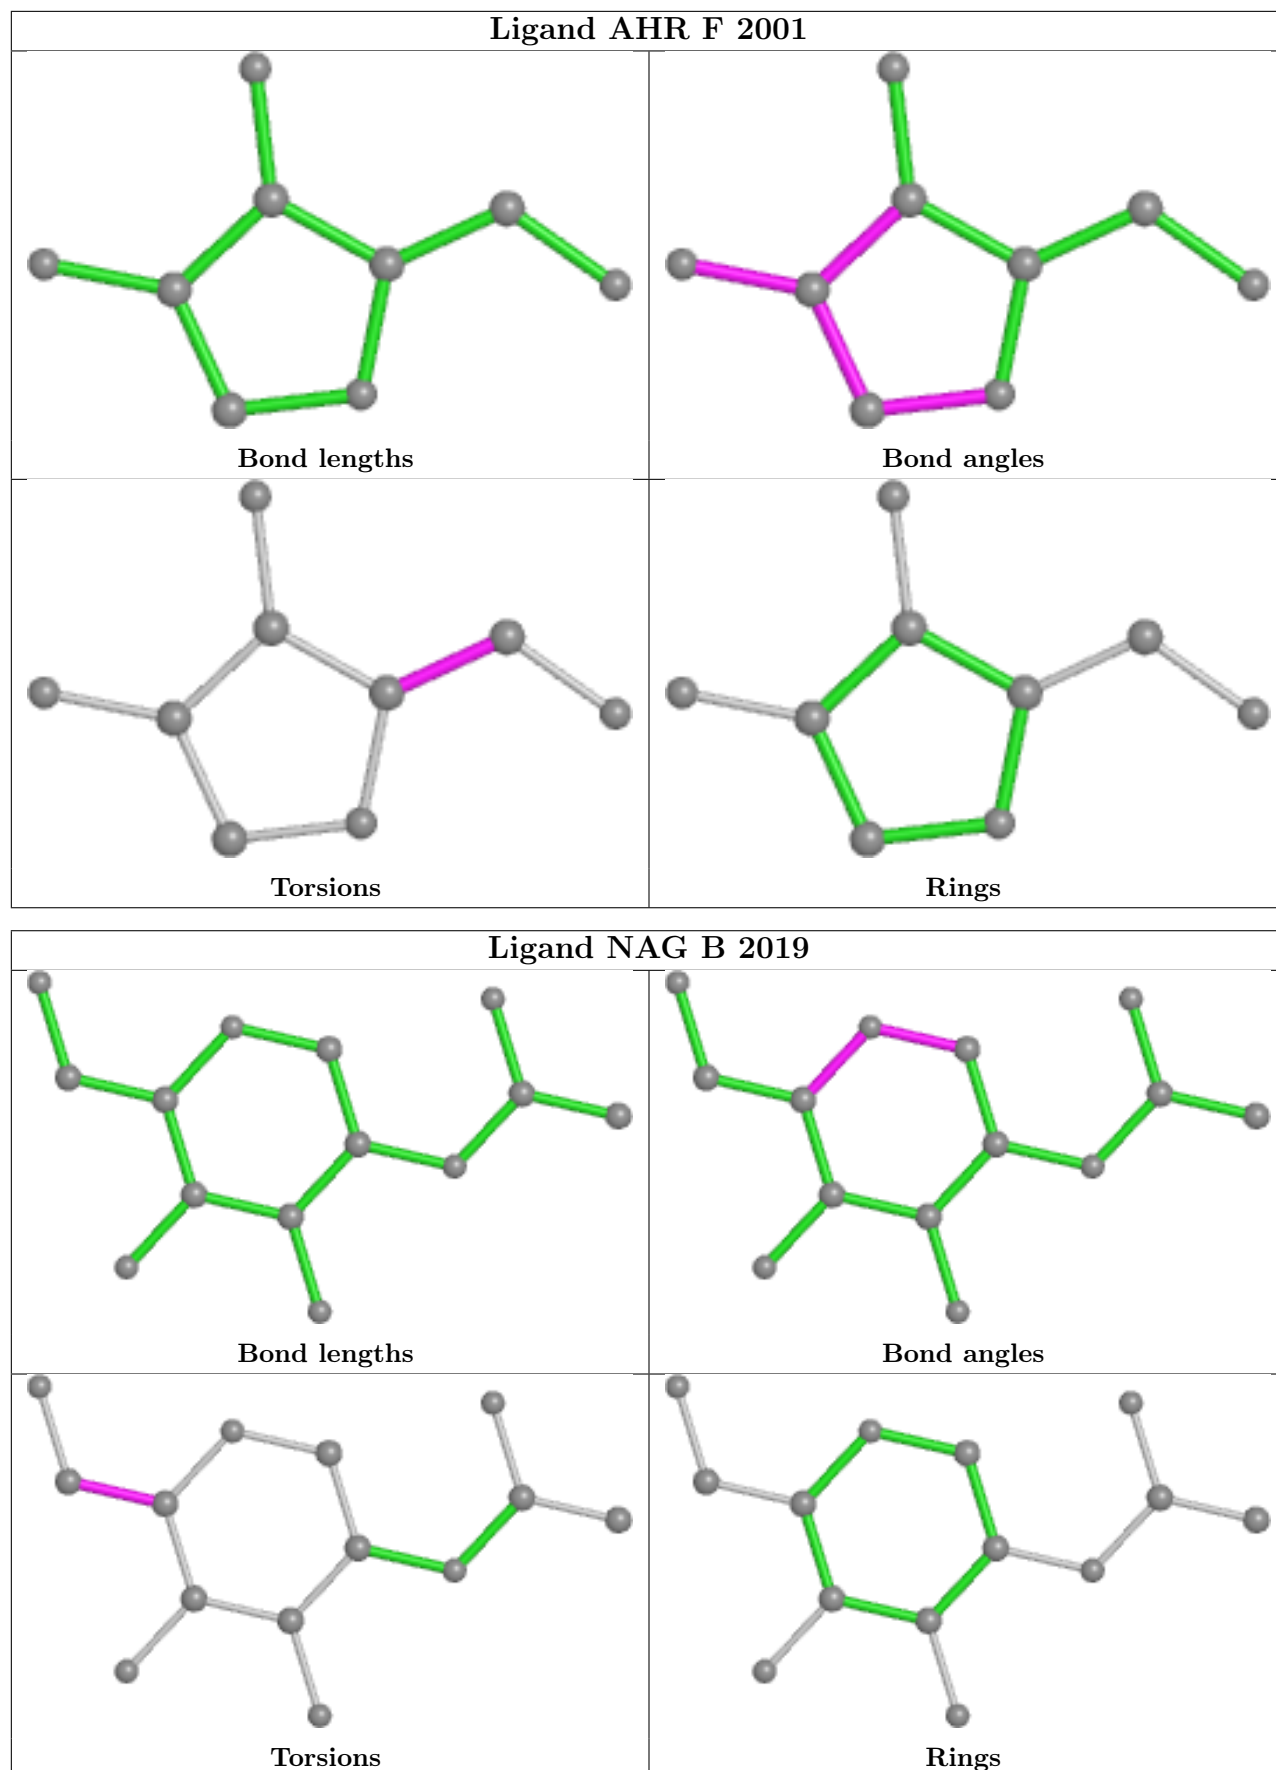 Ligand AHR F 2001
Bond lengths
Bond angles
Torsions
Rings
Ligand NAG B 2019
Bond lengths
Bond angles
Torsions
Rings